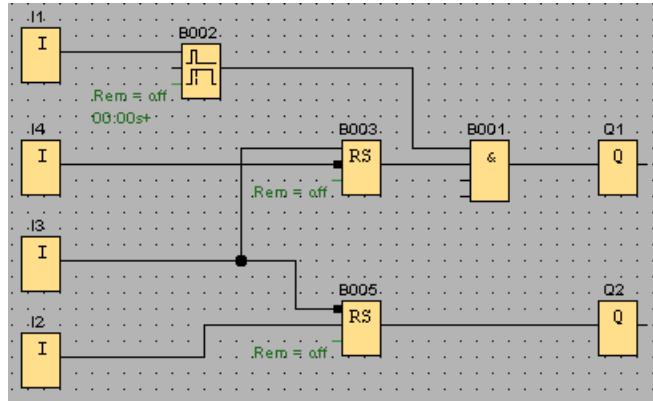 I1
I
B002
Rem = off
00:00s+
I4
I
B003
RS
Rem = off
B001
&
Q1
Q
I3
I
B005
RS
Rem = off
Q2
Q
I2
I